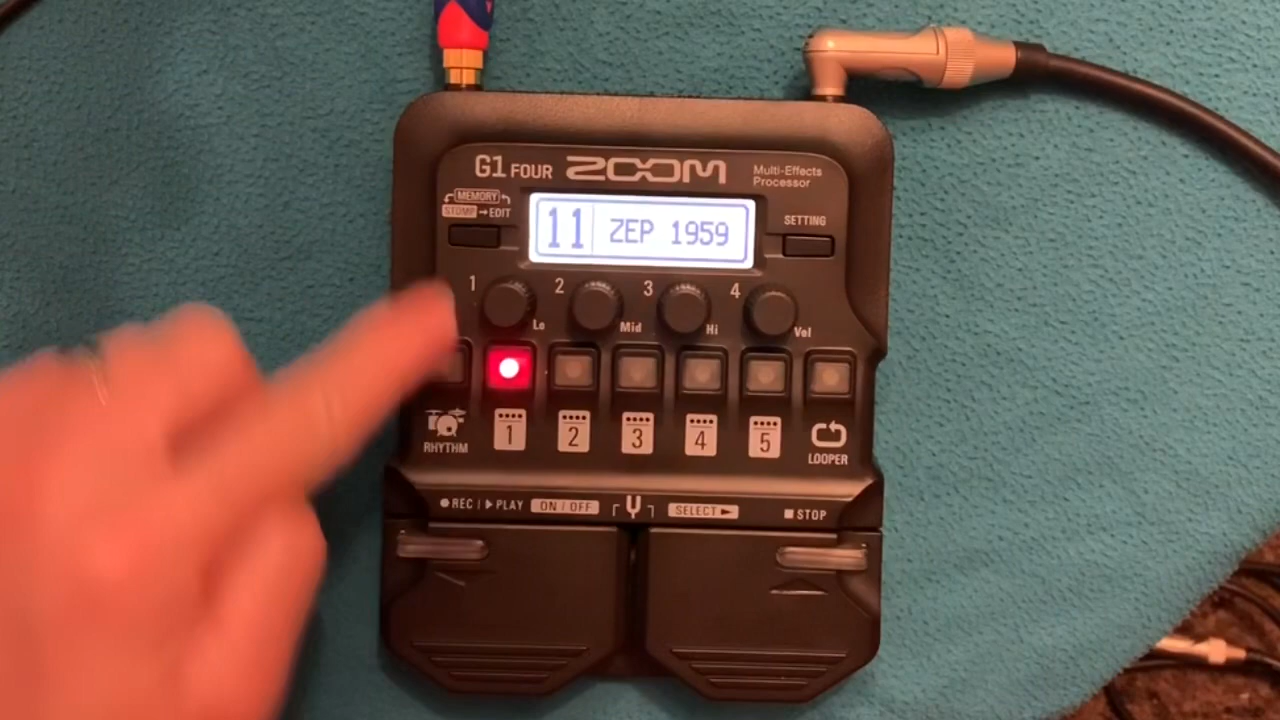 G1 FOUR ZOOM Multi-Effects Processor
MEMORY
STOMP → EDIT
11 ZEP 1959
SETTING
1 2 3 4
Lo Mid Hi Vol
RHYTHM 1 2 3 4 5 LOOPER
REC / PLAY ON / OFF SELECT STOP